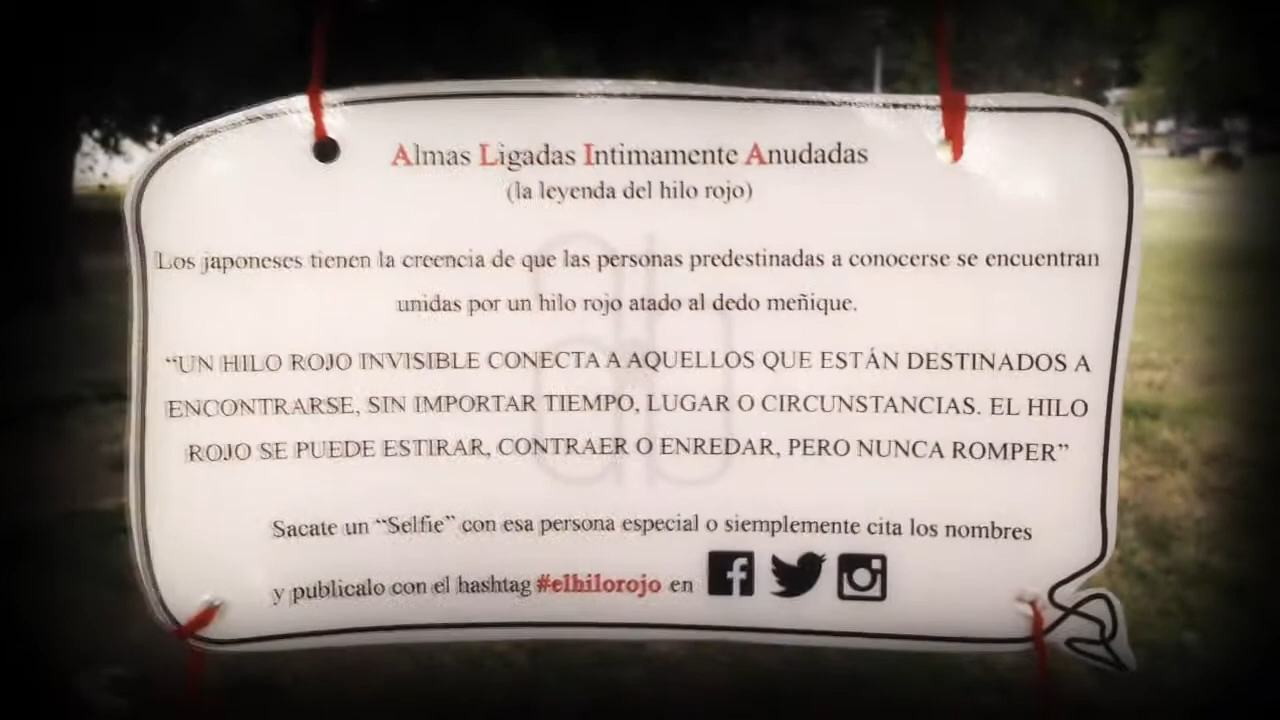 Almas Ligadas Intimamente Anudadas
(la leyenda del hilo rojo)
Los japoneses tienen la creencia de que las personas predestinadas a conocerse se encuentran
unidas por un hilo rojo atado al dedo meñique.
“UN HILO ROJO INVISIBLE CONECTA A AQUELLOS QUE ESTÁN DESTINADOS A
ENCONTRARSE, SIN IMPORTAR TIEMPO, LUGAR O CIRCUNSTANCIAS. EL HILO
ROJO SE PUEDE ESTIRAR, CONTRAER O ENREDAR, PERO NUNCA ROMPER”
Sacate un “Selfie” con esa persona especial o siemplemente cita los nombres
y publicalo con el hashtag #elhilorojo en